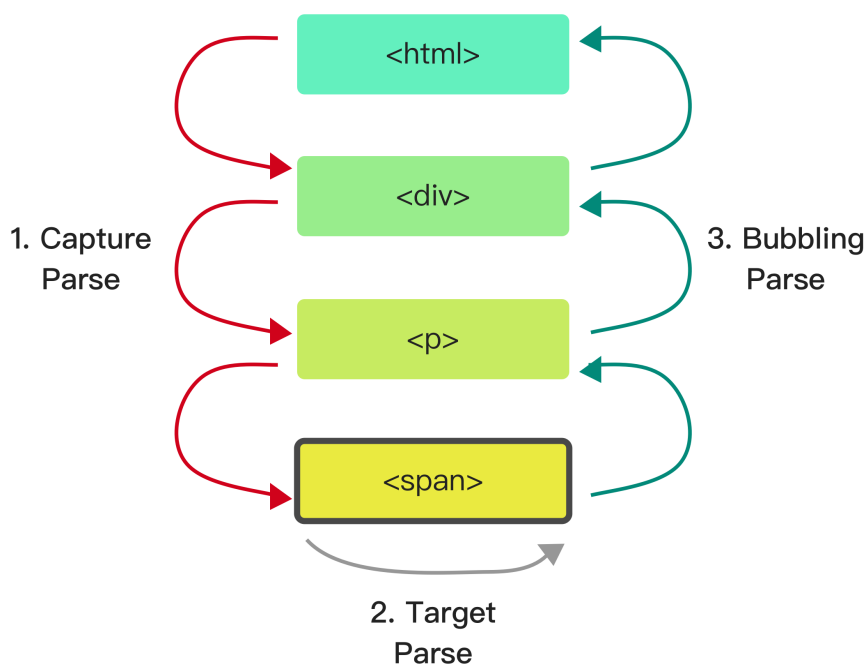 <html>
<div>
1. Capture
Parse
3. Bubbling
Parse
<p>
<span>
2. Target
Parse